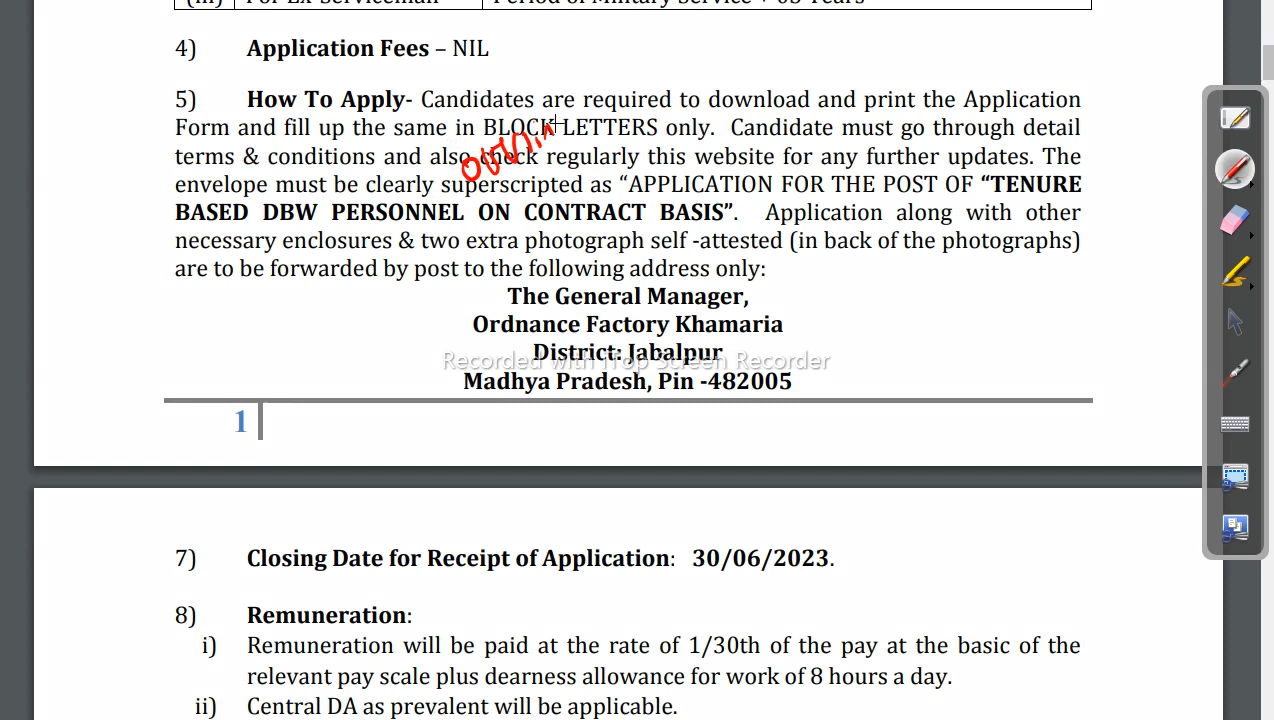 4) Application Fees – NIL
5) How To Apply- Candidates are required to download and print the Application
Form and fill up the same in BLOCK LETTERS only. Candidate must go through detail
terms & conditions and also check regularly this website for any further updates. The
envelope must be clearly superscripted as “APPLICATION FOR THE POST OF “TENURE
BASED DBW PERSONNEL ON CONTRACT BASIS”. Application along with other
necessary enclosures & two extra photograph self -attested (in back of the photographs)
are to be forwarded by post to the following address only:
The General Manager,
Ordnance Factory Khamaria
District: Jabalpur
Recorded with iTop Screen Recorder
Madhya Pradesh, Pin -482005
1
7) Closing Date for Receipt of Application: 30/06/2023.
8) Remuneration:
i) Remuneration will be paid at the rate of 1/30th of the pay at the basic of the
relevant pay scale plus dearness allowance for work of 8 hours a day.
ii) Central DA as prevalent will be applicable.